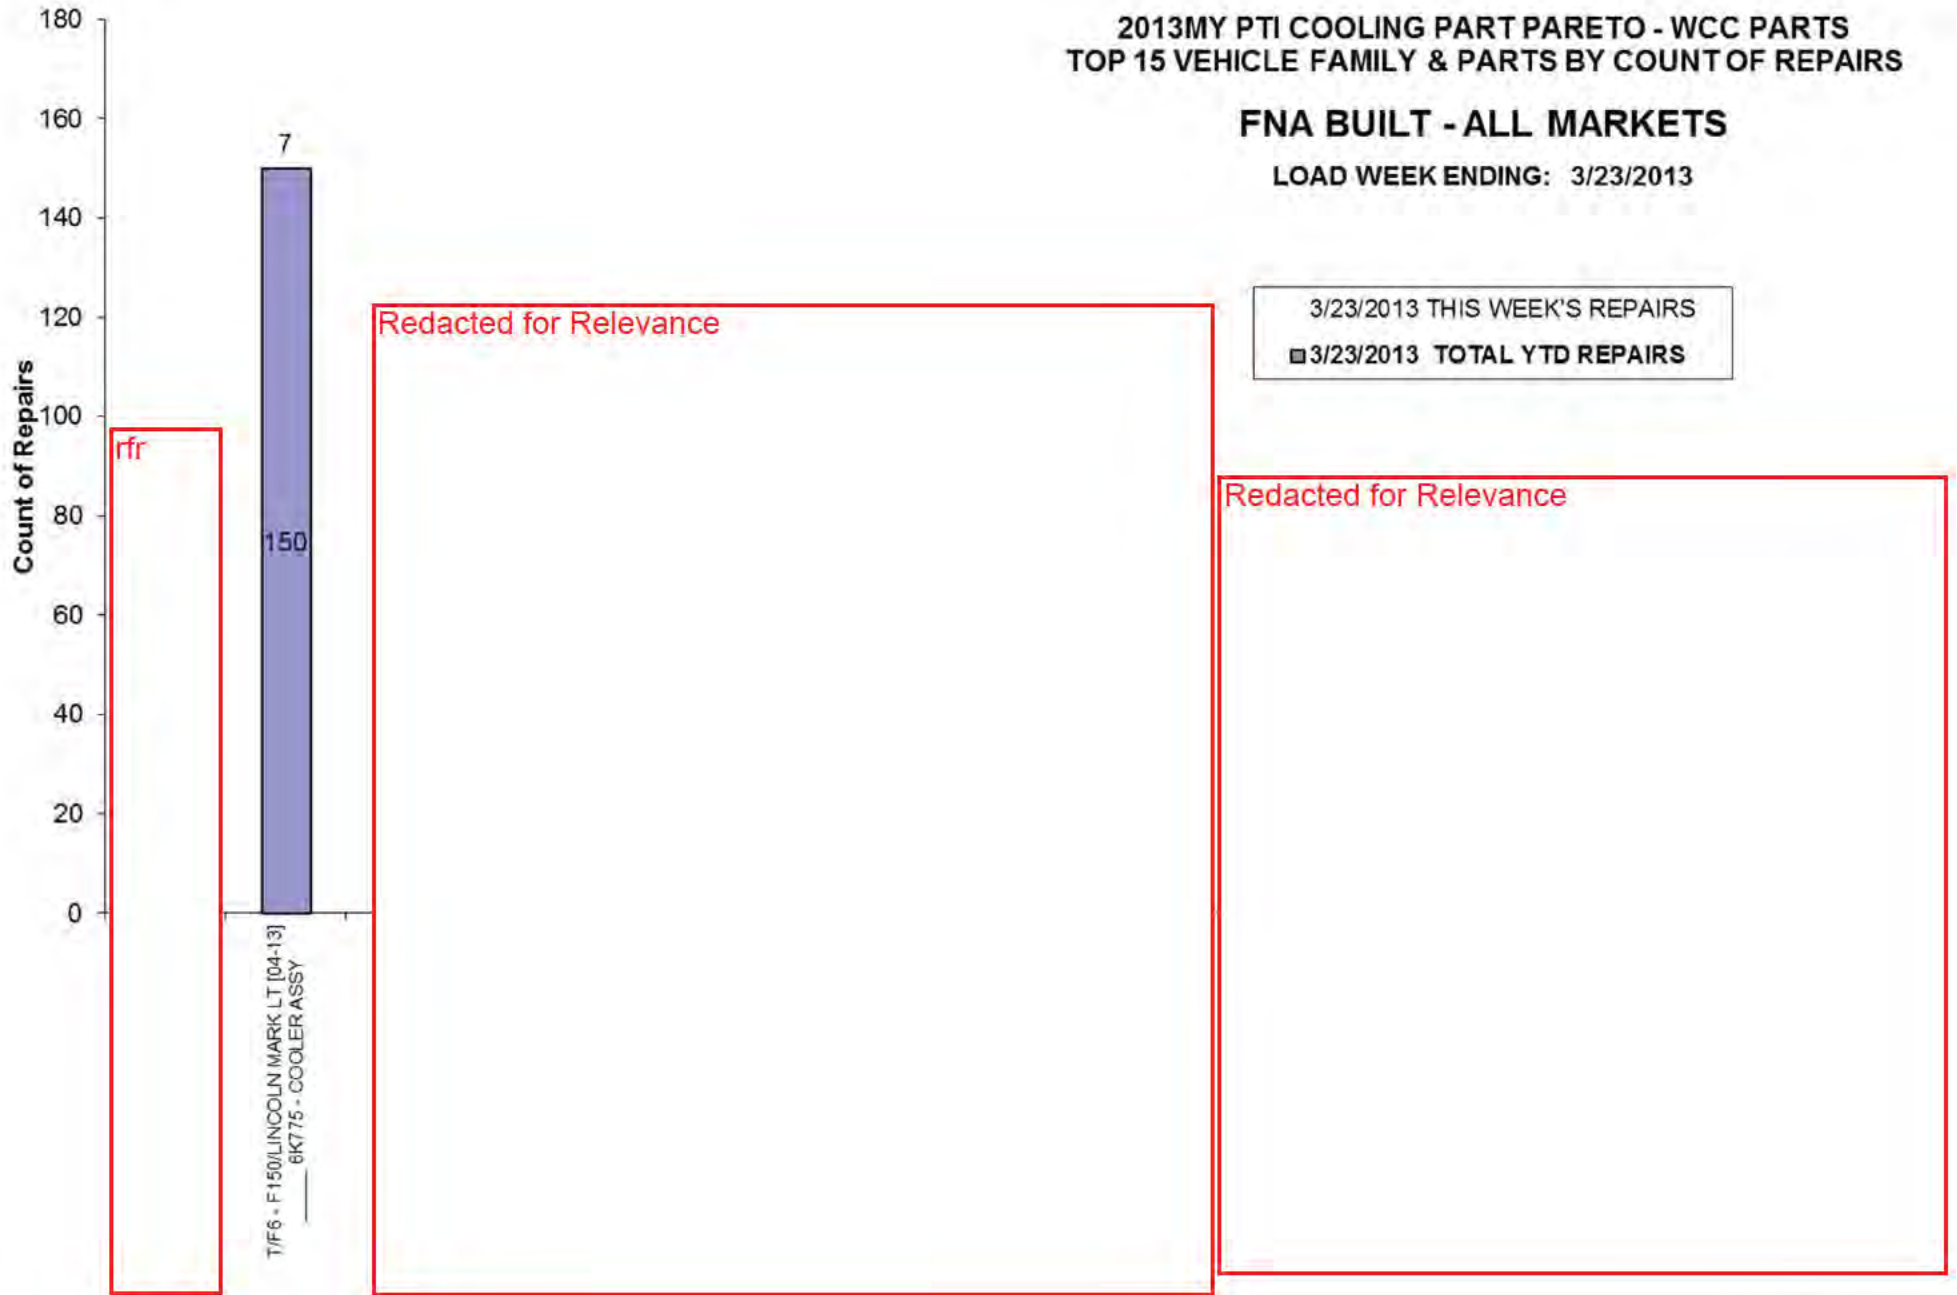 2013MY PTI COOLING PART PARETO - WCC PARTS
TOP 15 VEHICLE FAMILY & PARTS BY COUNT OF REPAIRS
FNA BUILT - ALL MARKETS
LOAD WEEK ENDING: 3/23/2013
3/23/2013 THIS WEEK'S REPAIRS
3/23/2013 TOTAL YTD REPAIRS
Count of Repairs
180
160
140
120
100
80
60
40
20
0
7
150
rfr
Redacted for Relevance
Redacted for Relevance
T/F6 - F150/LINCOLN MARK LT [04-13]
6K775 - COOLER ASSY